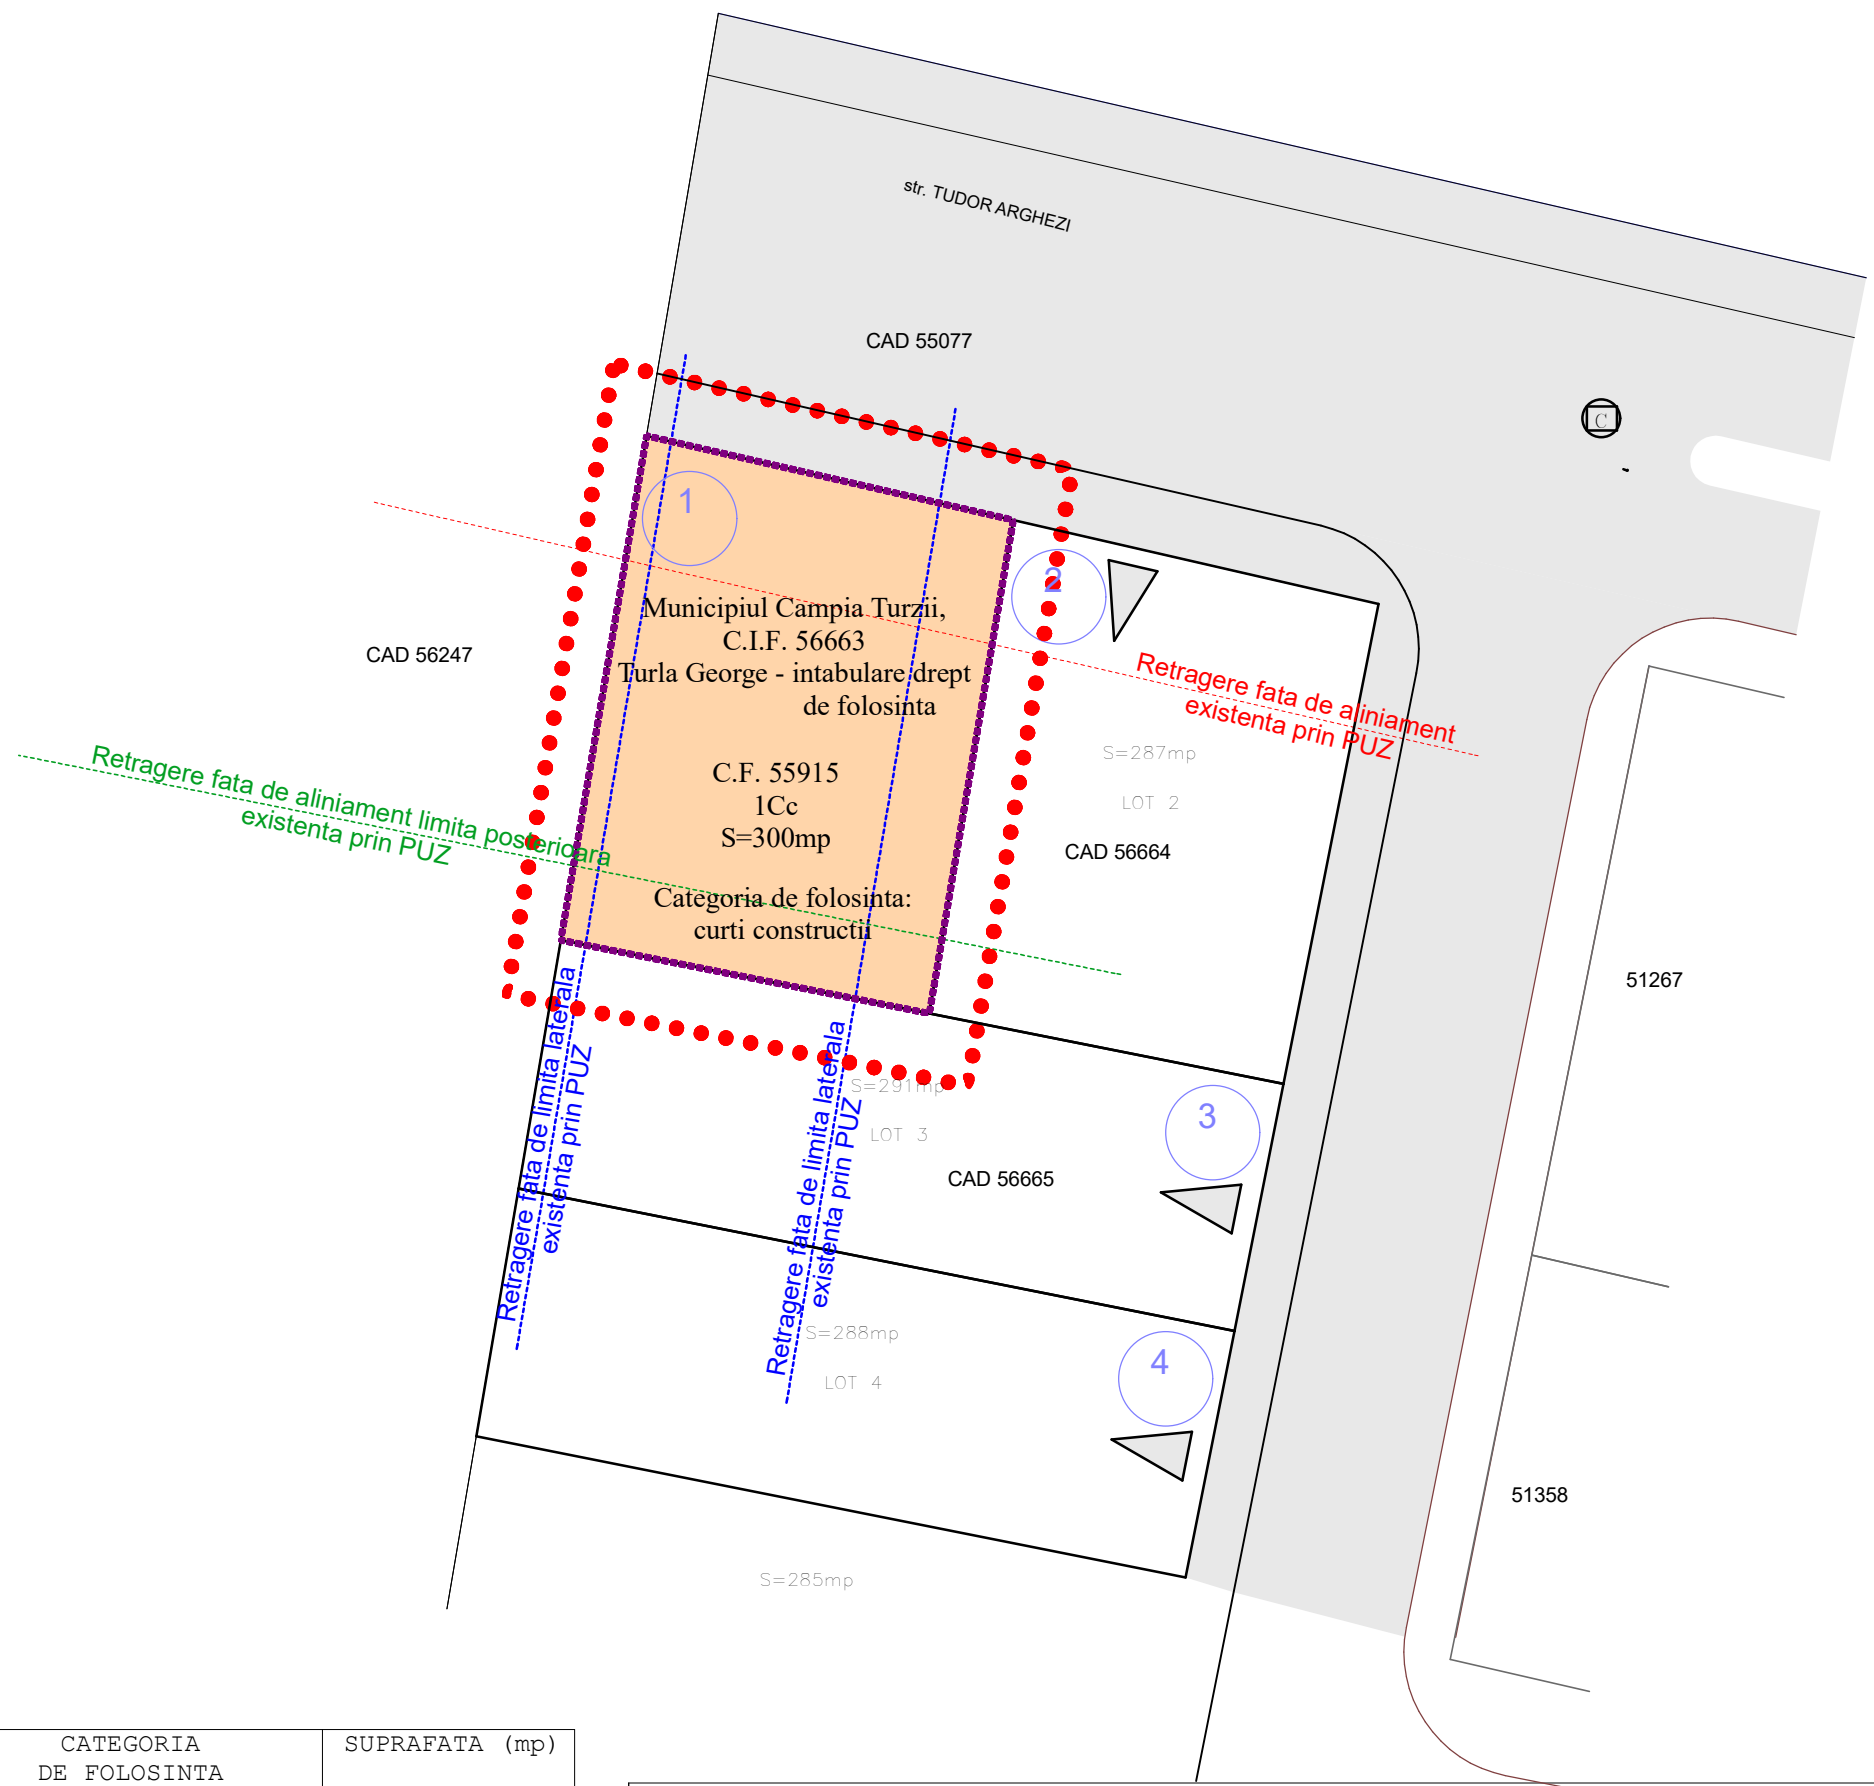 str. TUDOR ARGHEZI
CAD 55077
C
1
2
Municipiul Campia Turzii,
C.I.F. 56663
Turla George - intabulare drept
de folosinta
CAD 56247
Retragere fata de aliniament
existenta prin PUZ
S=287mp
LOT 2
C.F. 55915
1Cc
S=300mp
Retragere fata de aliniament limita posterioara
existenta prin PUZ
CAD 56664
Categoria de folosinta:
curti constructii
51267
Retragere fata de limita laterala
existenta prin PUZ
Retragere fata de limita laterala
existenta prin PUZ
S=291mp
LOT 3
3
CAD 56665
S=288mp
LOT 4
4
51358
S=285mp
CATEGORIA
DE FOLOSINTA
SUPRAFATA (mp)